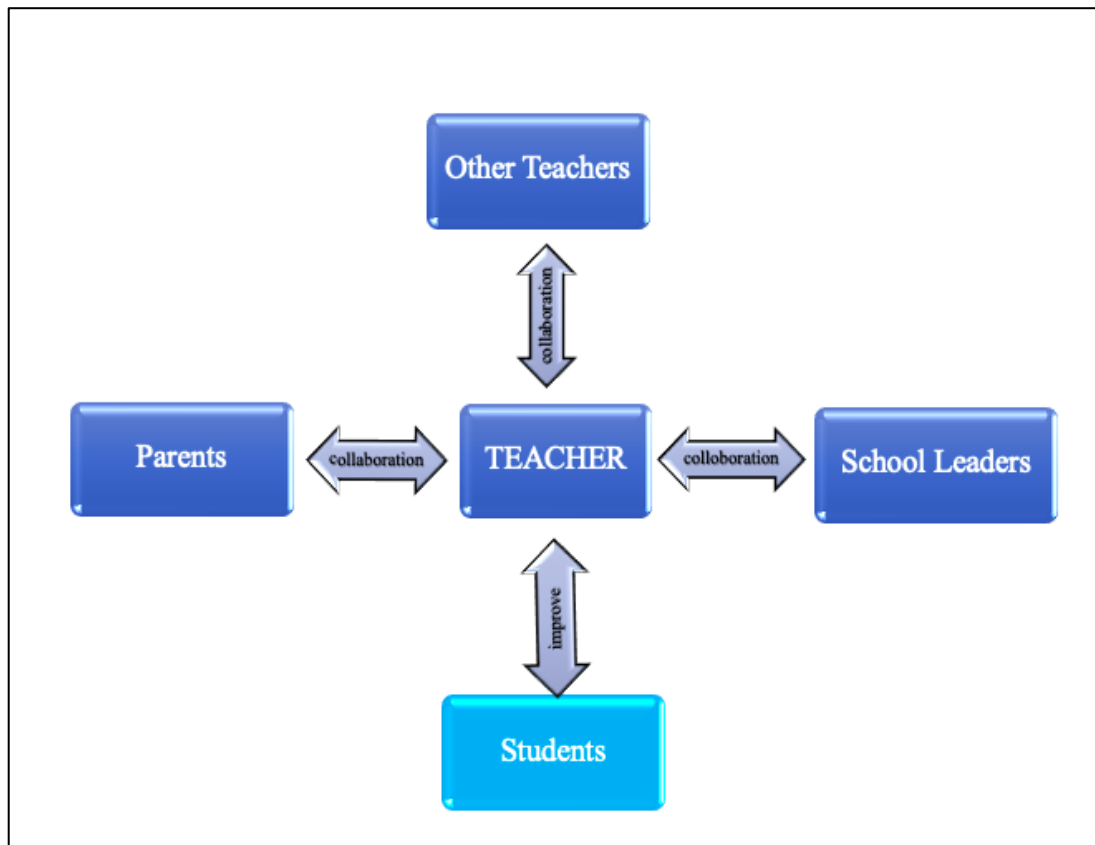 Other Teachers
collaboration
Parents
collaboration
TEACHER
colloboration
School Leaders
improve
Students